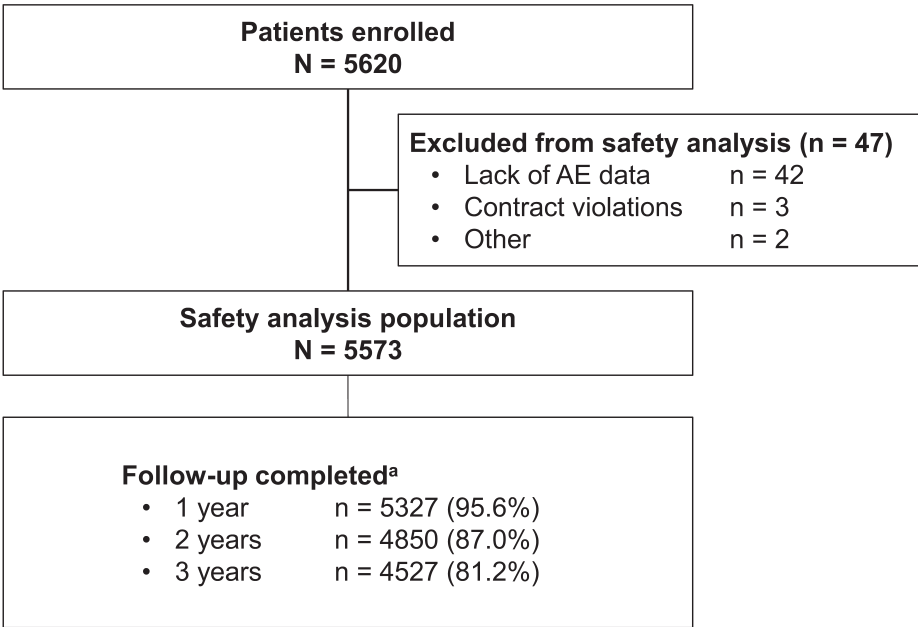 Patients enrolled
N = 5620
Excluded from safety analysis (n = 47)
• Lack of AE data n = 42
• Contract violations n = 3
• Other n = 2
Safety analysis population
N = 5573
Follow-up completedᵃ
• 1 year n = 5327 (95.6%)
• 2 years n = 4850 (87.0%)
• 3 years n = 4527 (81.2%)